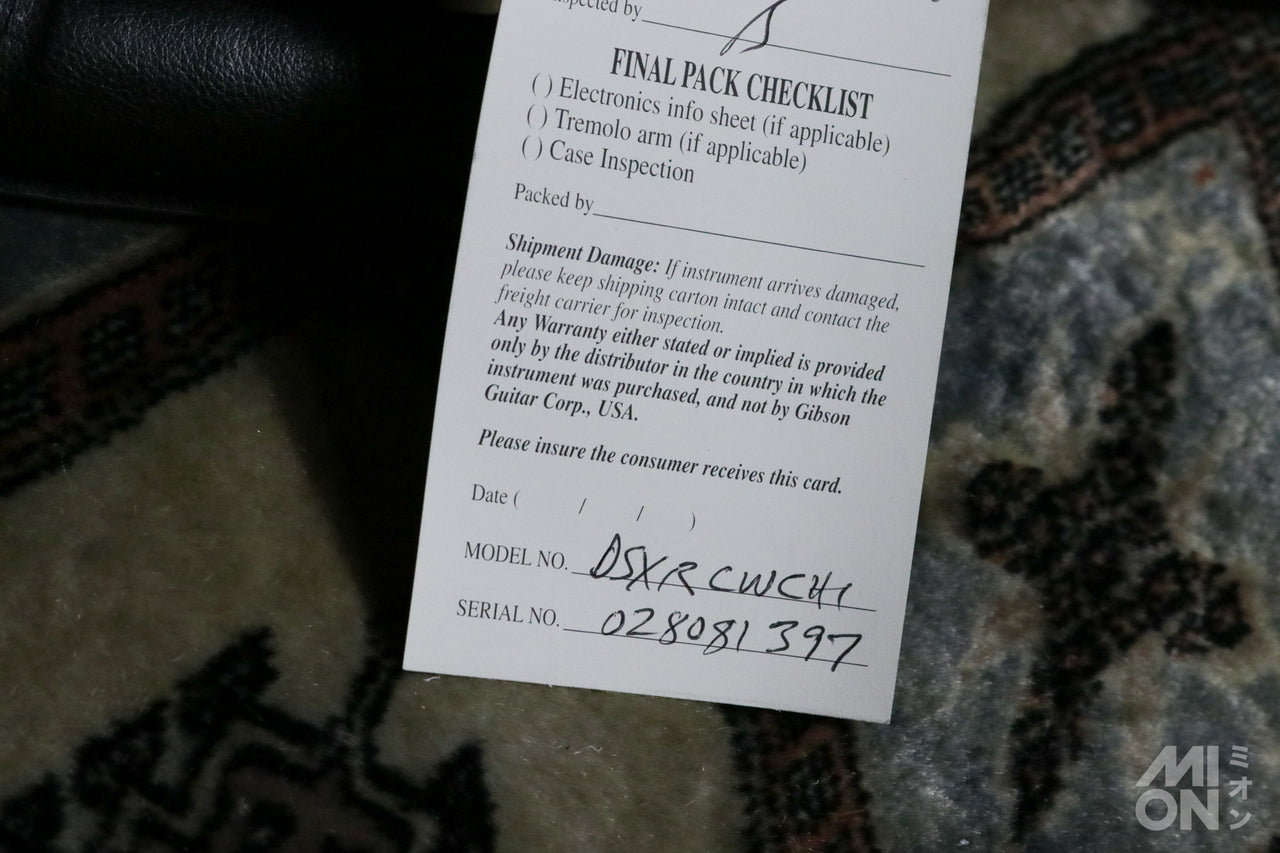 Inspected by
FINAL PACK CHECKLIST
( ) Electronics info sheet (if applicable)
( ) Tremolo arm (if applicable)
( ) Case Inspection
Packed by
Shipment Damage: If instrument arrives damaged,
please keep shipping carton intact and contact the
freight carrier for inspection.
Any Warranty either stated or implied is provided
only by the distributor in the country in which the
instrument was purchased, and not by Gibson
Guitar Corp., USA.
Please insure the consumer receives this card.
Date ( / / )
MODEL NO. DSXRCWCH1
SERIAL NO. 028081397
MION
ミオン